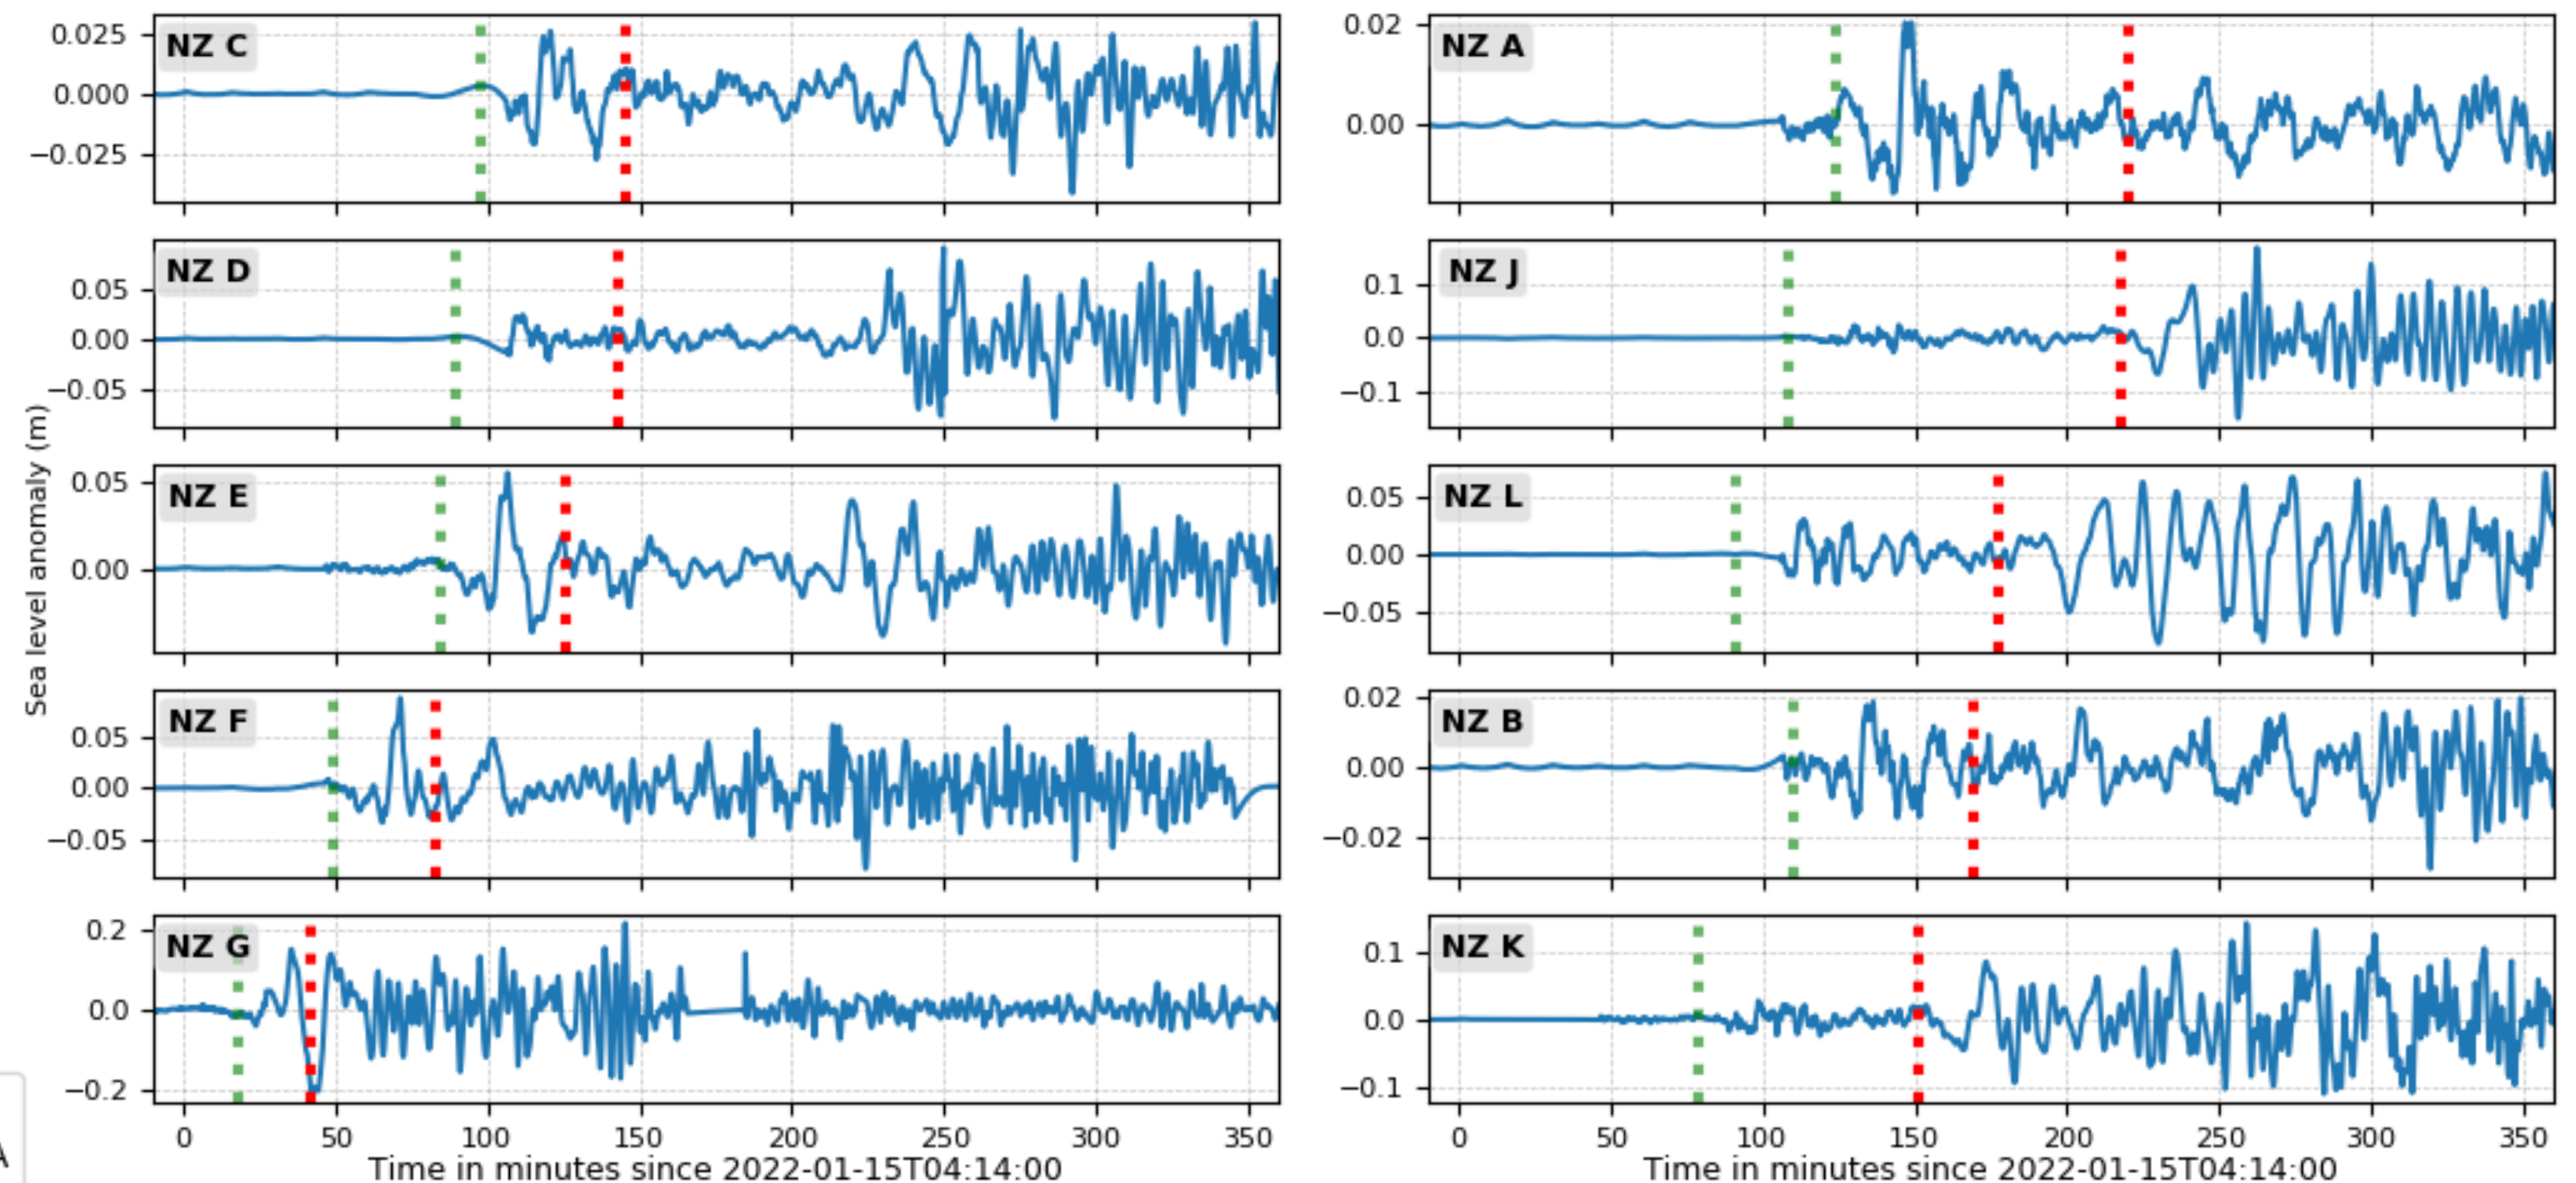 NZ C
0.025
0.000
−0.025
NZ A
0.02
0.00
NZ D
0.05
0.00
−0.05
NZ J
0.1
0.0
−0.1
NZ E
0.05
0.00
NZ L
0.05
0.00
−0.05
NZ F
0.05
0.00
−0.05
NZ B
0.02
0.00
−0.02
NZ G
0.2
0.0
−0.2
NZ K
0.1
0.0
−0.1
Sea level anomaly (m)
0 50 100 150 200 250 300 350
0 50 100 150 200 250 300 350
Time in minutes since 2022-01-15T04:14:00
Time in minutes since 2022-01-15T04:14:00